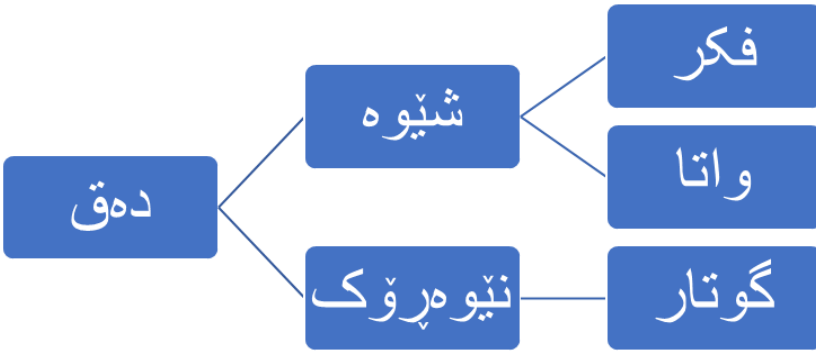 دەق
شێوە
فکر
واتا
نێوەڕۆک
گوتار